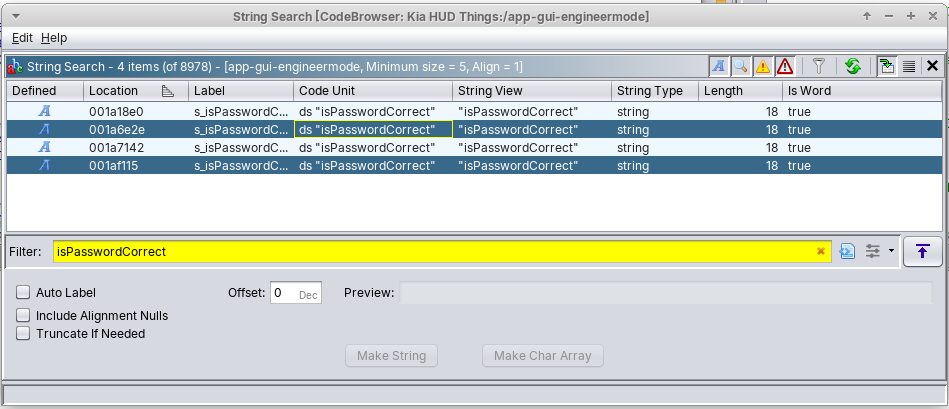 String Search [CodeBrowser: Kia HUD Things:/app-gui-engineermode]
Edit Help
String Search - 4 items (of 8978) - [app-gui-engineermode, Minimum size = 5, Align = 1]
Defined Location Label Code Unit String View String Type Length Is Word
A 001a18e0 s_isPasswordC... ds "isPasswordCorrect" "isPasswordCorrect" string 18 true
A 001a6e2e s_isPasswordC... ds "isPasswordCorrect" "isPasswordCorrect" string 18 true
A 001a7142 s_isPasswordC... ds "isPasswordCorrect" "isPasswordCorrect" string 18 true
A 001af115 s_isPasswordC... ds "isPasswordCorrect" "isPasswordCorrect" string 18 true
Filter: isPasswordCorrect
Auto Label Offset: 0 Dec Preview:
Include Alignment Nulls
Truncate If Needed
Make String Make Char Array